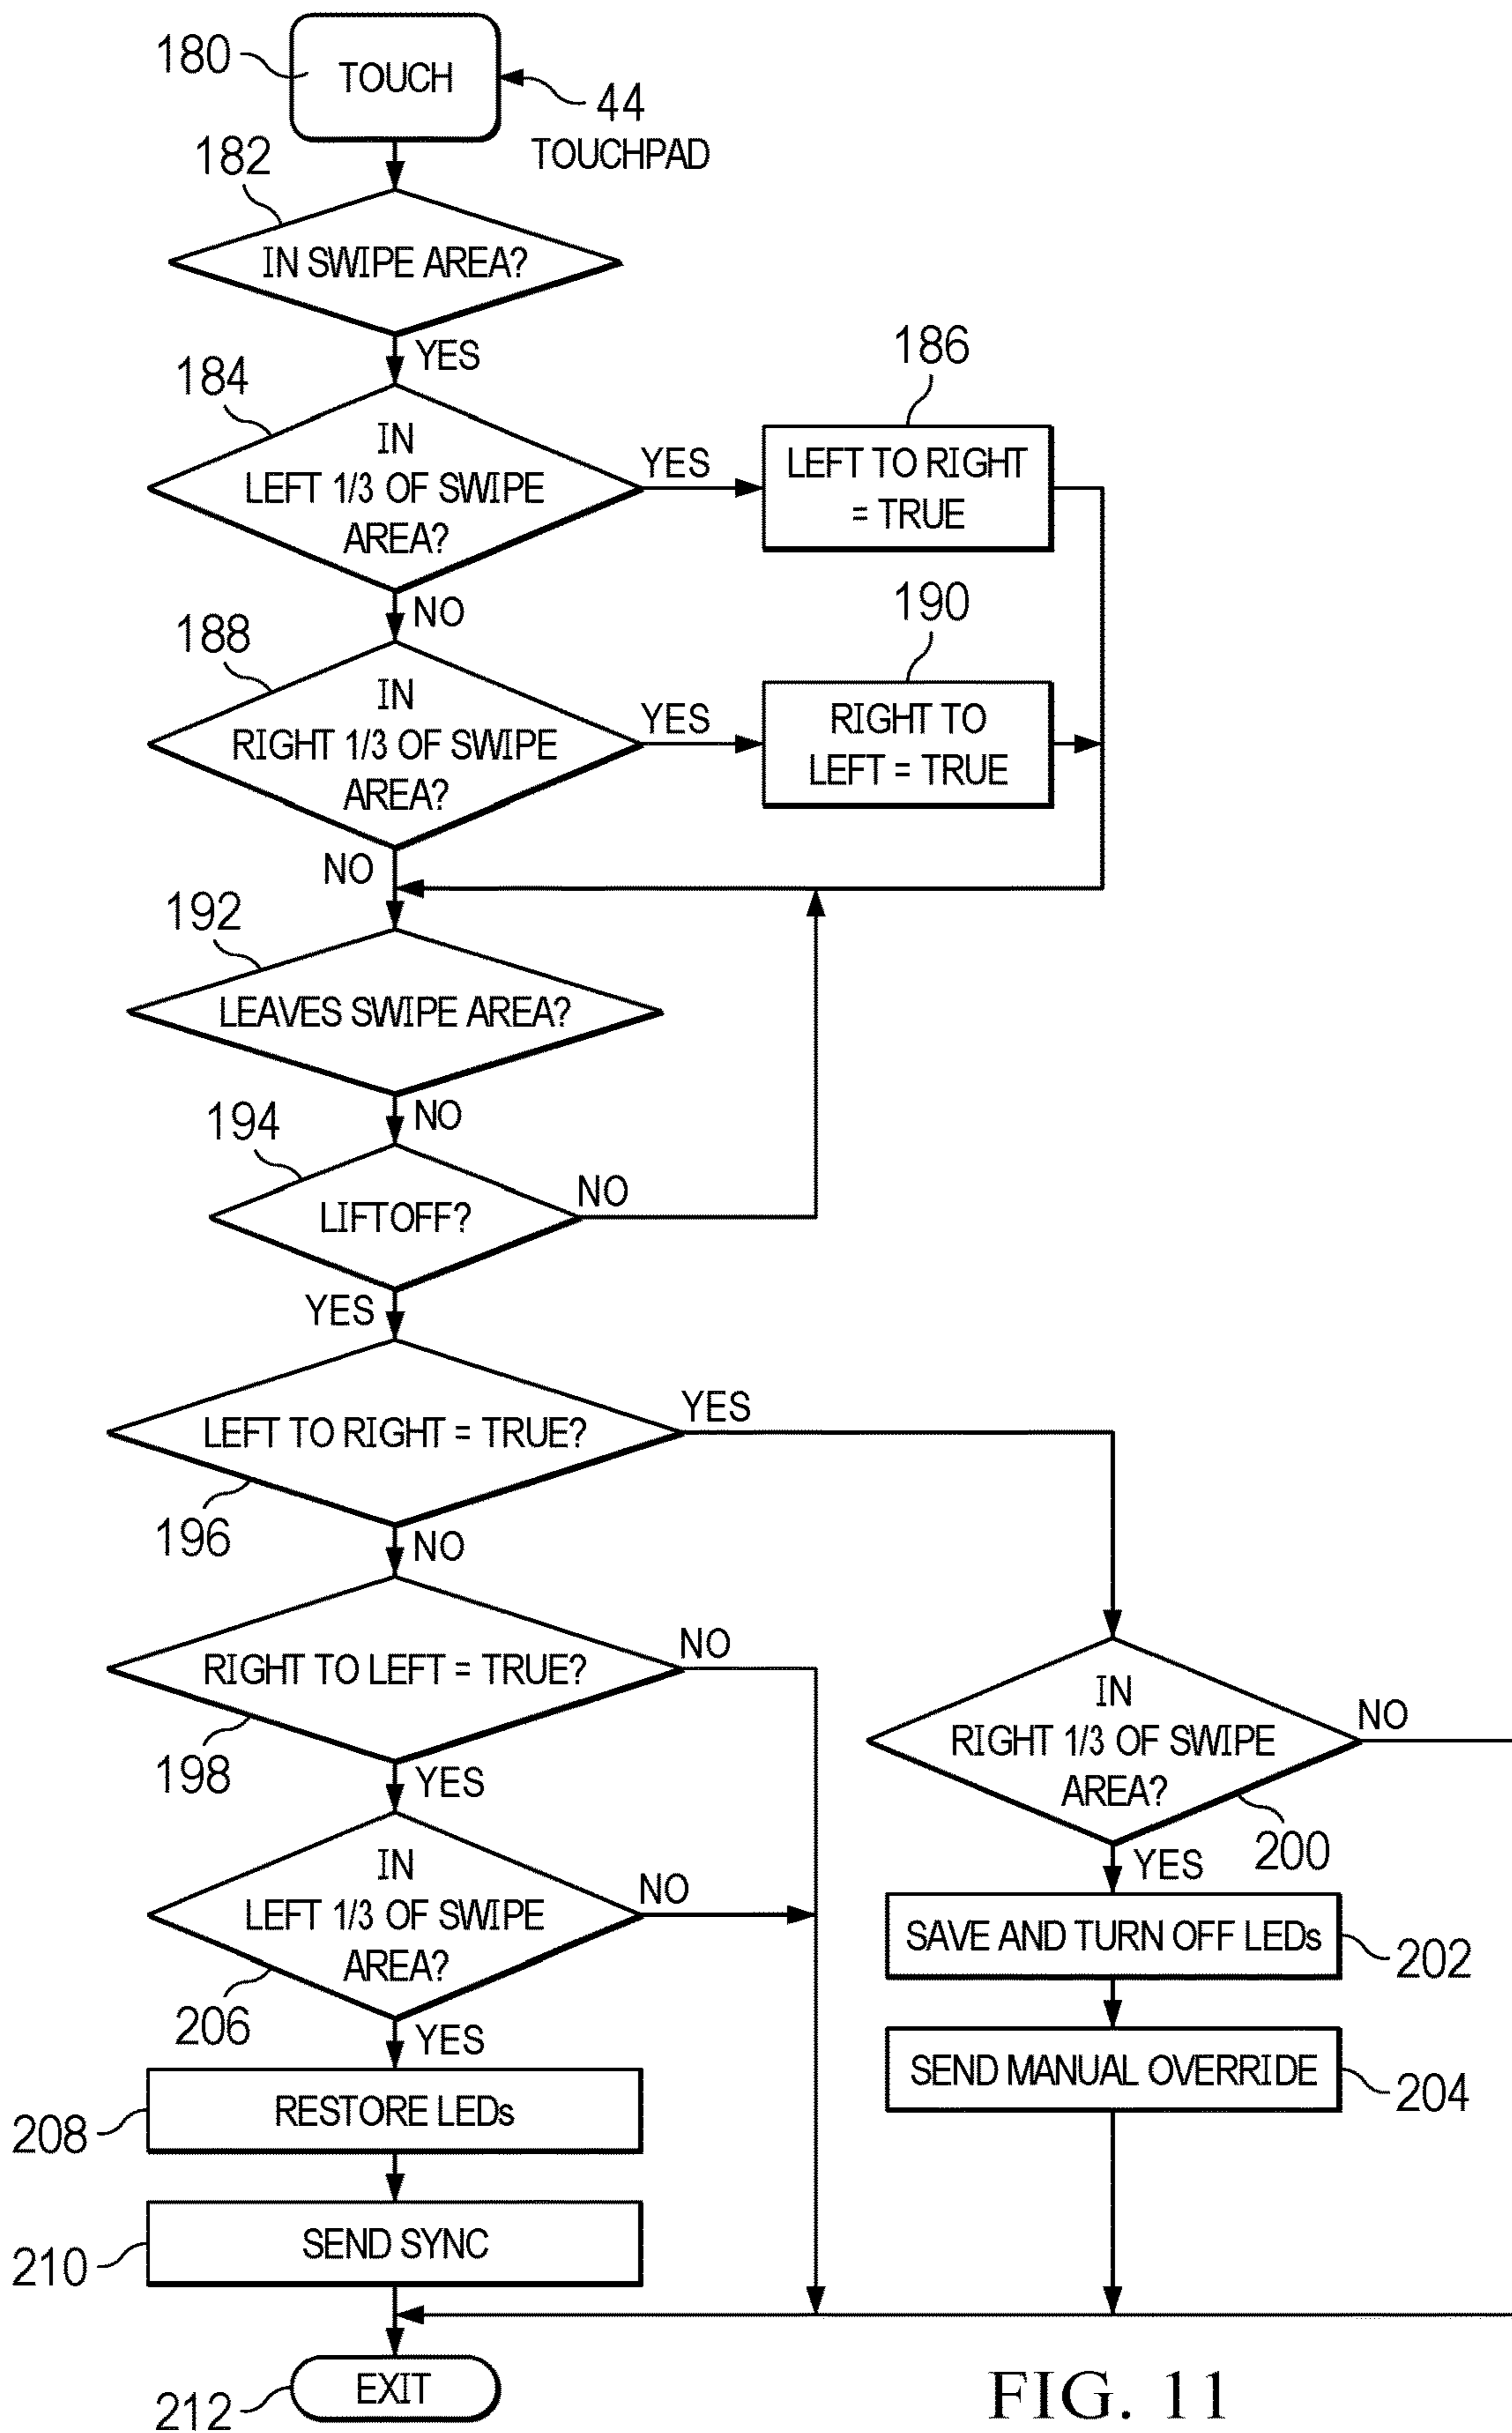 180
TOUCH
44
TOUCHPAD
182
IN SWIPE AREA?
YES
184
IN
LEFT 1/3 OF SWIPE
AREA?
YES
186
LEFT TO RIGHT
= TRUE
NO
188
IN
RIGHT 1/3 OF SWIPE
AREA?
YES
190
RIGHT TO
LEFT = TRUE
NO
192
LEAVES SWIPE AREA?
NO
194
LIFTOFF?
NO
YES
LEFT TO RIGHT = TRUE?
YES
196
NO
RIGHT TO LEFT = TRUE?
NO
198
YES
IN
RIGHT 1/3 OF SWIPE
AREA?
NO
200
YES
IN
LEFT 1/3 OF SWIPE
AREA?
NO
206
YES
SAVE AND TURN OFF LEDs
202
SEND MANUAL OVERRIDE
204
RESTORE LEDs
208
SEND SYNC
210
EXIT
212
FIG. 11